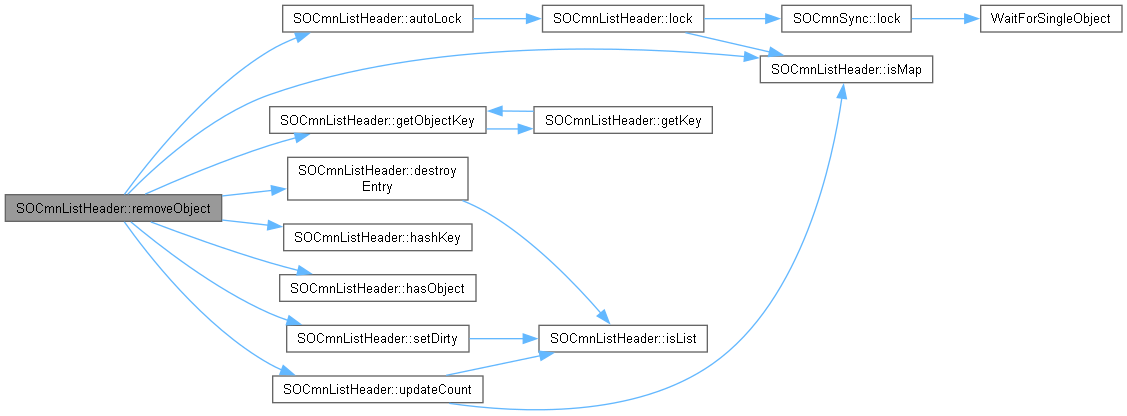 SOCmnListHeader::autoLock
SOCmnListHeader::lock
SOCmnSync::lock
WaitForSingleObject
SOCmnListHeader::isMap
SOCmnListHeader::getObjectKey
SOCmnListHeader::getKey
SOCmnListHeader::destroy
Entry
SOCmnListHeader::removeObject
SOCmnListHeader::hashKey
SOCmnListHeader::hasObject
SOCmnListHeader::setDirty
SOCmnListHeader::isList
SOCmnListHeader::updateCount